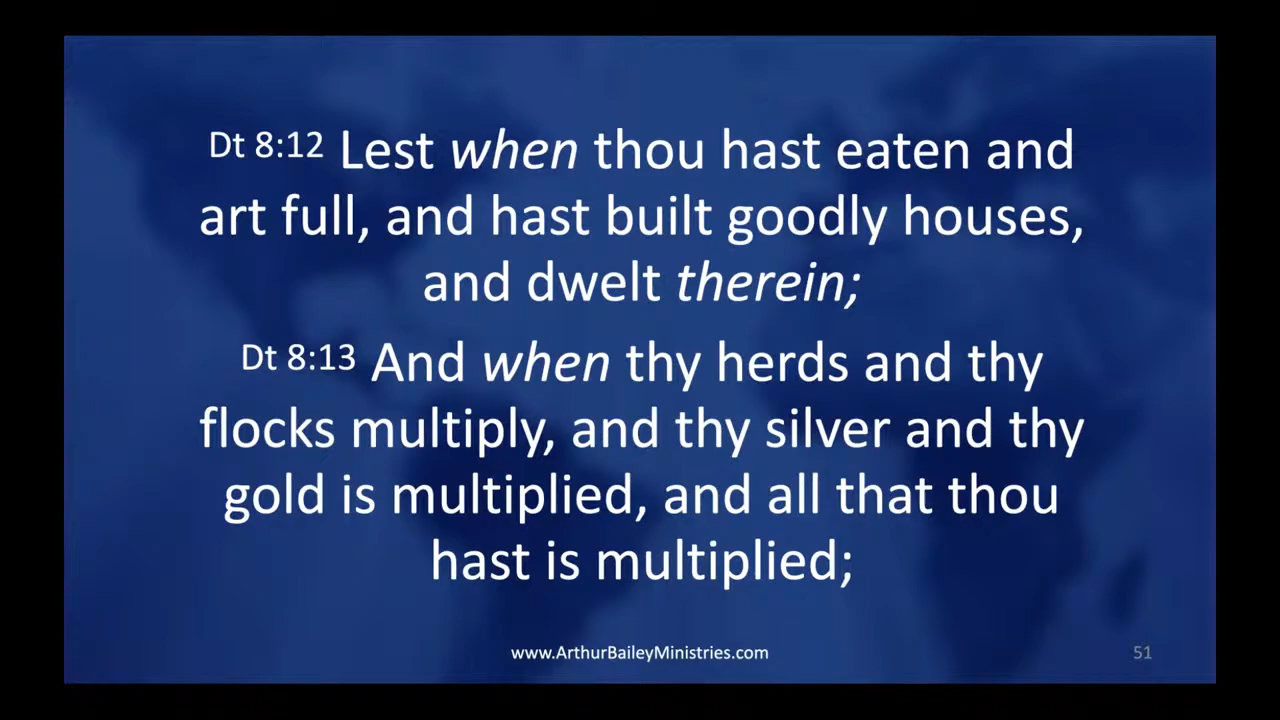 Dt 8:12 Lest when thou hast eaten and
art full, and hast built goodly houses,
and dwelt therein;
Dt 8:13 And when thy herds and thy
flocks multiply, and thy silver and thy
gold is multiplied, and all that thou
hast is multiplied;
www.ArthurBaileyMinistries.com
51